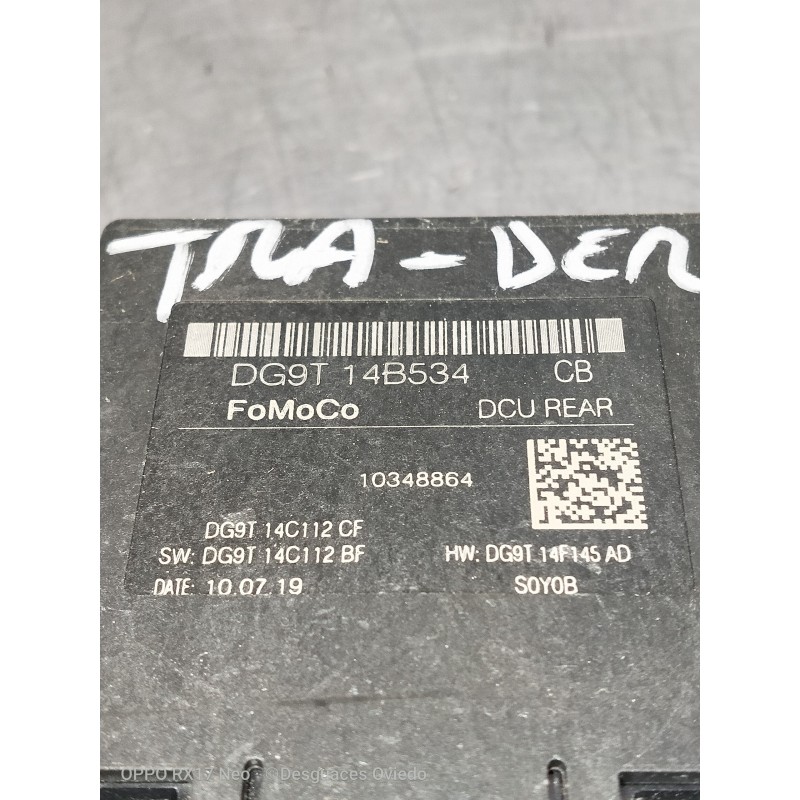 TRA - DER
DG9T 14B534 CB
FoMoCo DCU REAR
10348864
DG9T 14C112 CF
SW: DG9T 14C112 BF HW: DG9T 14F145 AD
DATE: 10.07.19 S0Y0B
OPPO RX17 Neo - @Desguaces Oviedo